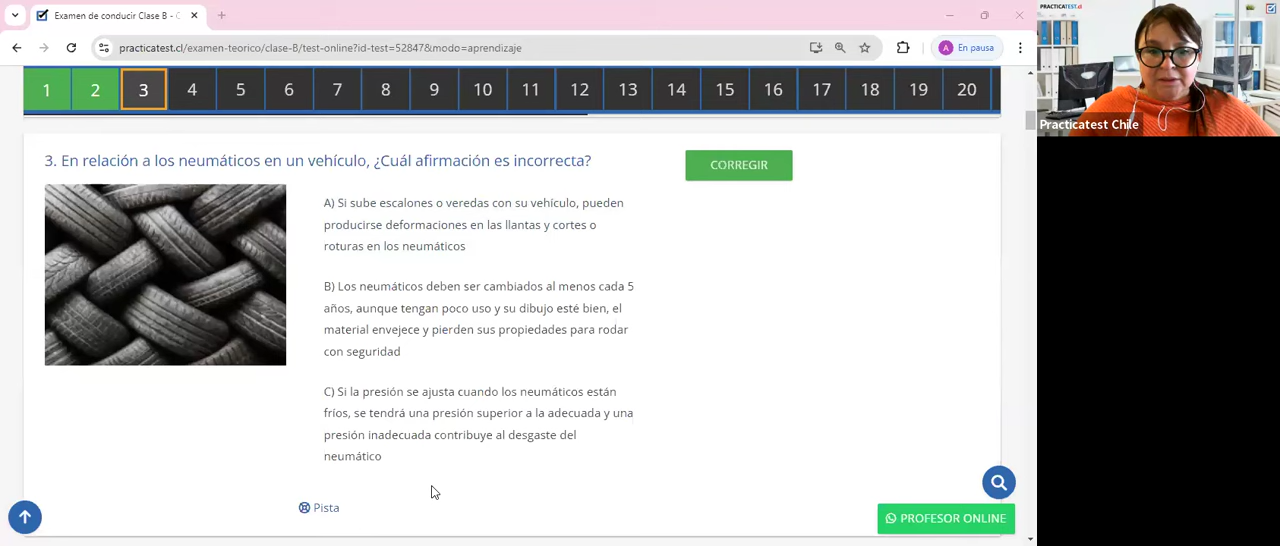 Examen de conducir Clase B - C
practicatest.cl/examen-teorico/clase-B/test-online?id-test=52847&modo=aprendizaje
A En pausa
1 2 3 4 5 6 7 8 9 10 11 12 13 14 15 16 17 18 19 20
3. En relación a los neumáticos en un vehículo, ¿Cuál afirmación es incorrecta?
CORREGIR
A) Si sube escalones o veredas con su vehículo, pueden
producirse deformaciones en las llantas y cortes o
roturas en los neumáticos
B) Los neumáticos deben ser cambiados al menos cada 5
años, aunque tengan poco uso y su dibujo esté bien, el
material envejece y pierden sus propiedades para rodar
con seguridad
C) Si la presión se ajusta cuando los neumáticos están
fríos, se tendrá una presión superior a la adecuada y una
presión inadecuada contribuye al desgaste del
neumático
Pista
PROFESOR ONLINE
PRACTICATEST.cl
Practicatest Chile